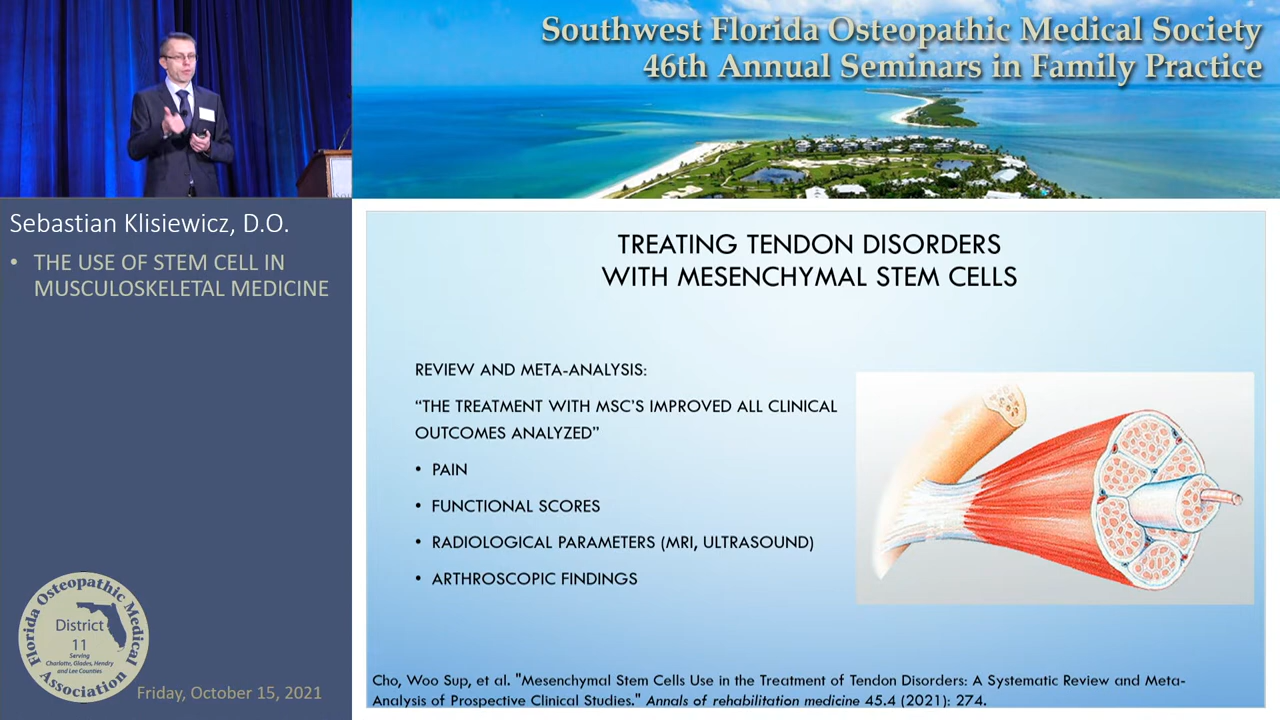 Southwest Florida Osteopathic Medical Society
46th Annual Seminars in Family Practice
Sebastian Klisiewicz, D.O.
• THE USE OF STEM CELL IN
MUSCULOSKELETAL MEDICINE
TREATING TENDON DISORDERS
WITH MESENCHYMAL STEM CELLS
REVIEW AND META-ANALYSIS:
“THE TREATMENT WITH MSC’S IMPROVED ALL CLINICAL
OUTCOMES ANALYZED”
• PAIN
• FUNCTIONAL SCORES
• RADIOLOGICAL PARAMETERS (MRI, ULTRASOUND)
• ARTHROSCOPIC FINDINGS
Cho, Woo Sup, et al. "Mesenchymal Stem Cells Use in the Treatment of Tendon Disorders: A Systematic Review and Meta-
Analysis of Prospective Clinical Studies." Annals of rehabilitation medicine 45.4 (2021): 274.
Florida Osteopathic Medical
Association
District
11
Serving
Charlotte, Glades, Hendry
and Lee Counties
Friday, October 15, 2021